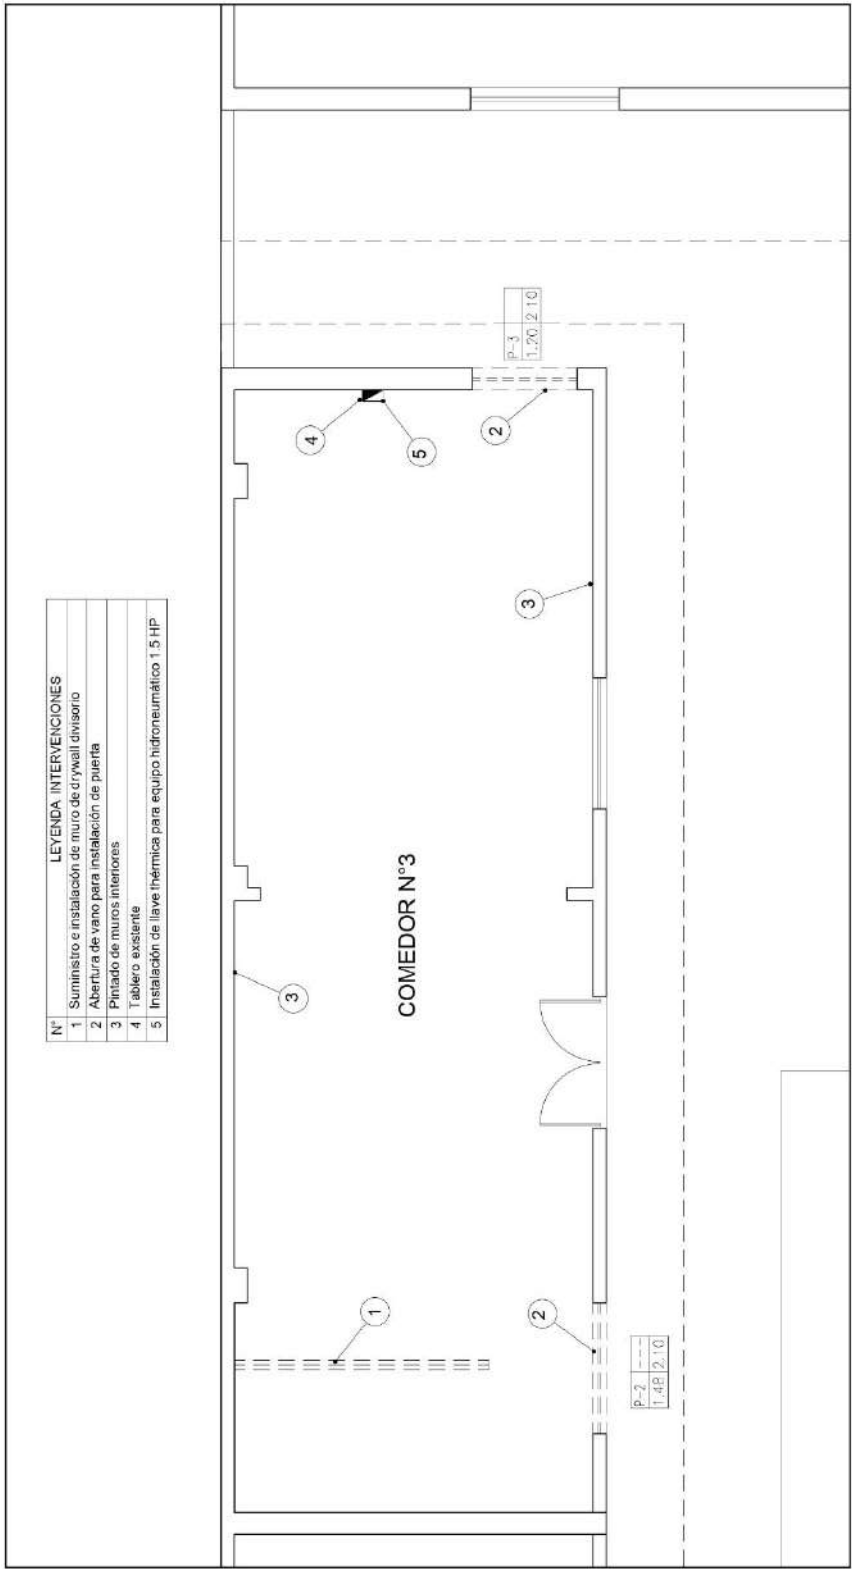 N° LEYENDA INTERVENCIONES
1 Suministro e instalación de muro de drywall divisorio
2 Abertura de vano para instalación de puerta
3 Pintado de muros interiores
4 Tablero existente
5 Instalación de llave thérmica para equipo hidroneumático 1.5 HP
1
2
3
COMEDOR N°3
3
4
5
2
P-2 ---
1.48 2.10
P-3
1.20 2.10